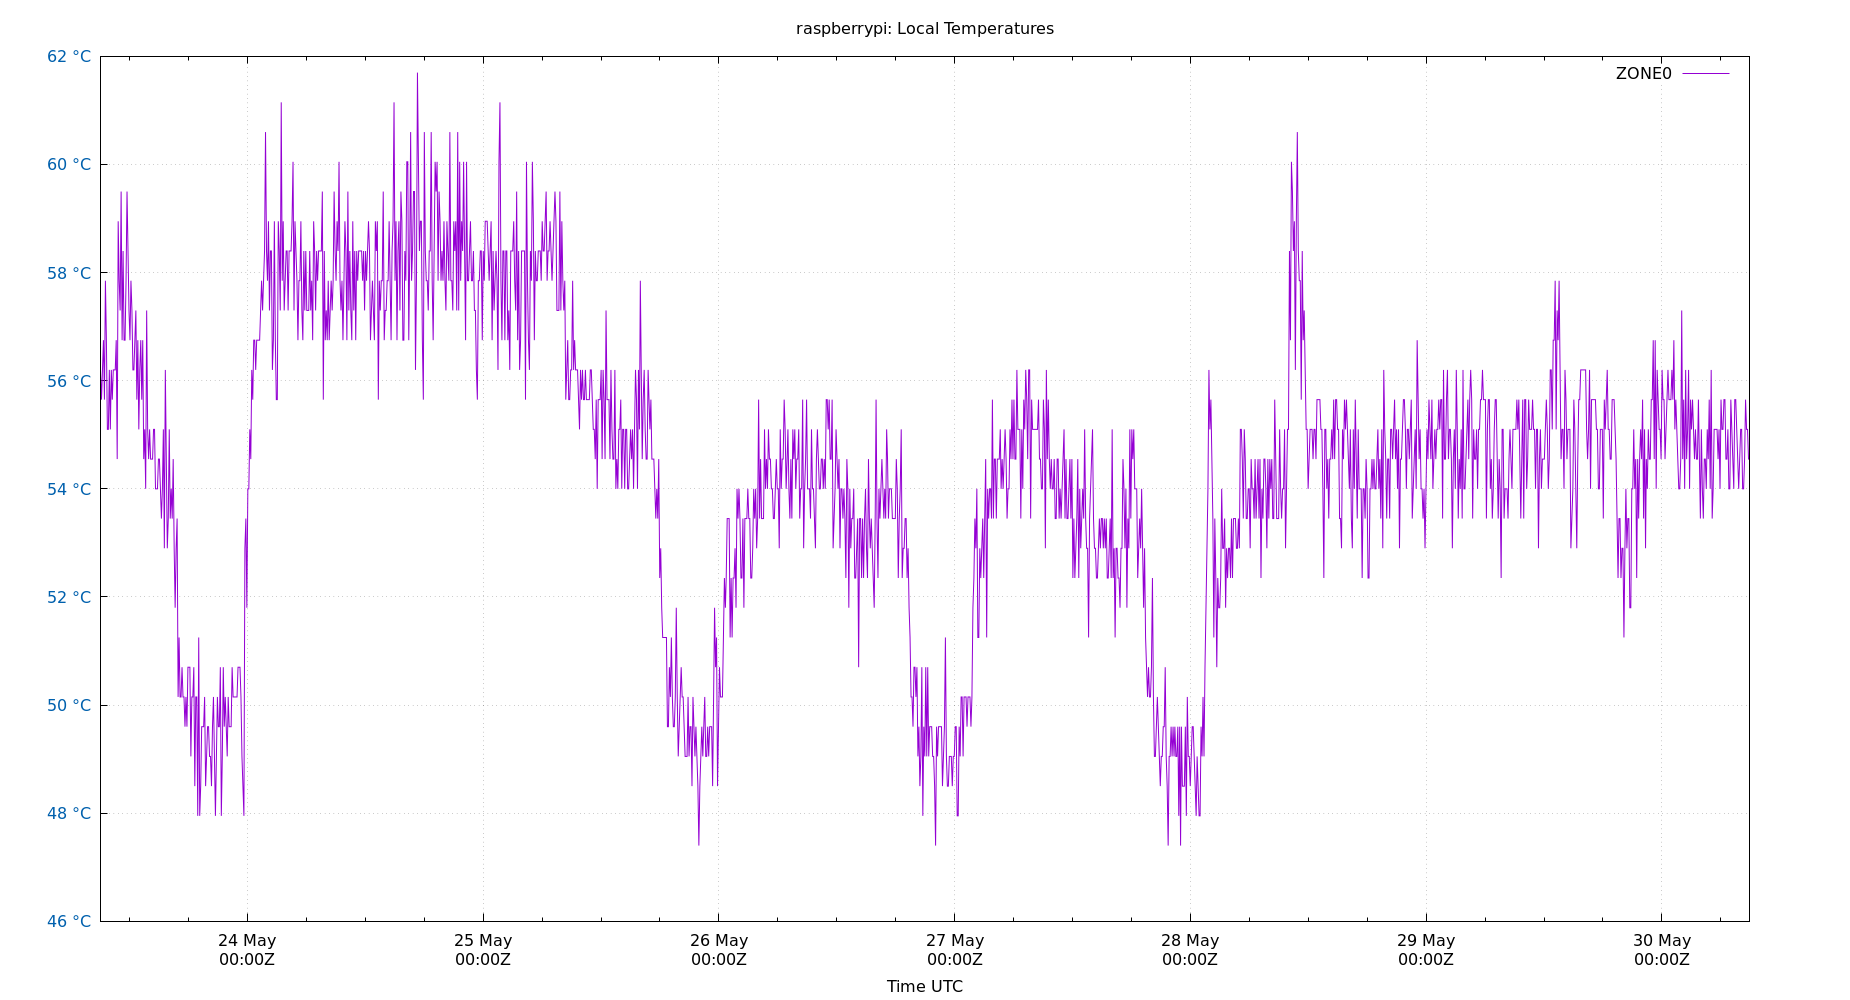 raspberrypi: Local Temperatures
ZONE0
62 °C
60 °C
58 °C
56 °C
54 °C
52 °C
50 °C
48 °C
46 °C
24 May 25 May 26 May 27 May 28 May 29 May 30 May
00:00Z 00:00Z 00:00Z 00:00Z 00:00Z 00:00Z 00:00Z
Time UTC